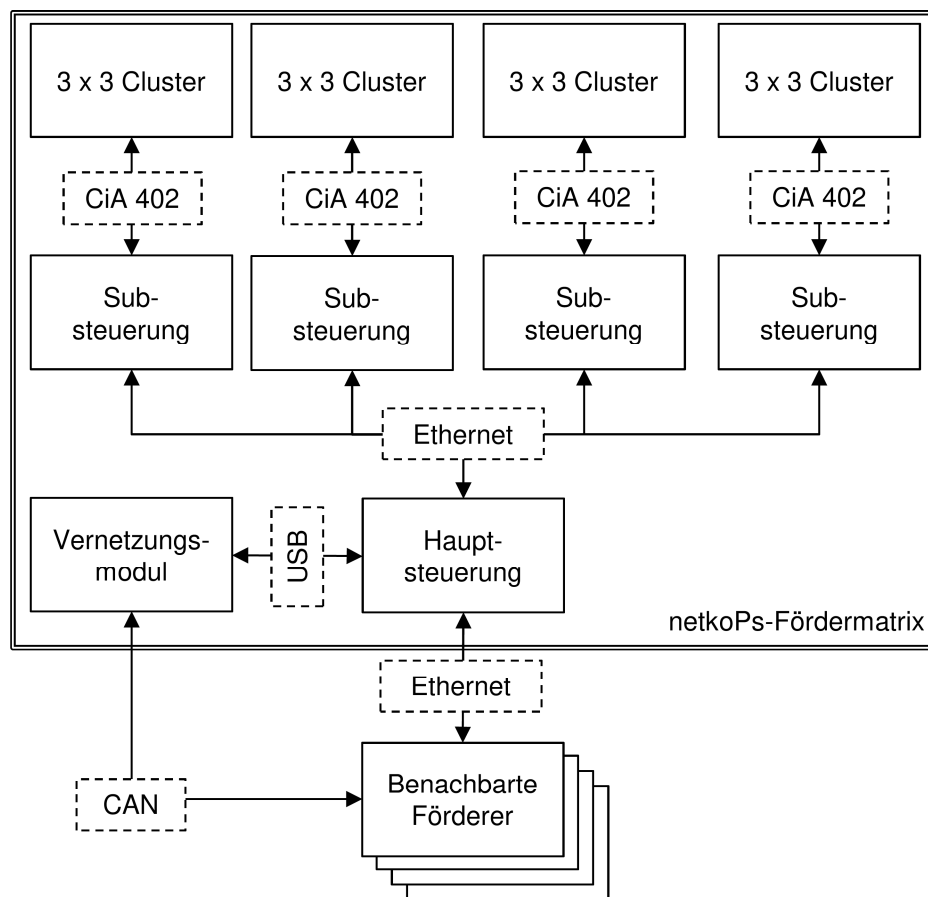 3 x 3 Cluster
3 x 3 Cluster
3 x 3 Cluster
3 x 3 Cluster
CiA 402
CiA 402
CiA 402
CiA 402
Sub-
steuerung
Sub-
steuerung
Sub-
steuerung
Sub-
steuerung
Ethernet
Vernetzungs-
modul
USB
Haupt-
steuerung
netkoPs-Fördermatrix
Ethernet
CAN
Benachbarte
Förderer